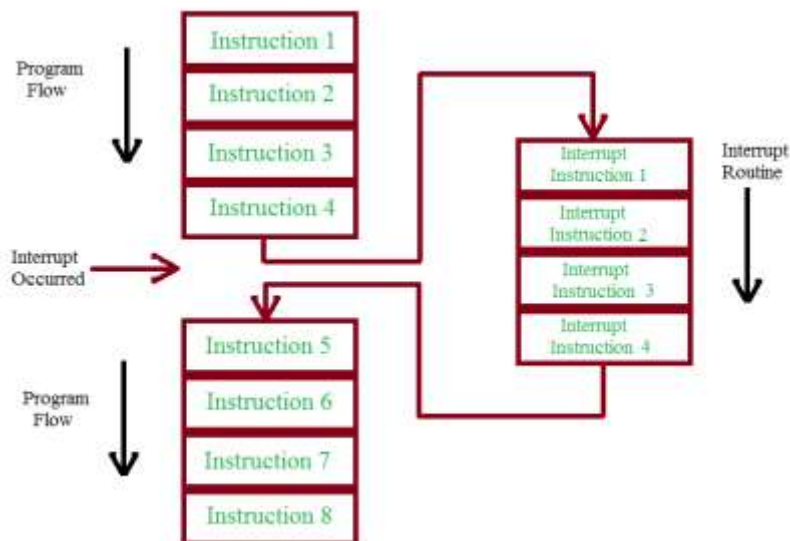 Program
Flow
Instruction 1
Instruction 2
Instruction 3
Instruction 4
Interrupt
Occurred
Interrupt
Instruction 1
Interrupt
Instruction 2
Interrupt
Instruction 3
Interrupt
Instruction 4
Interrupt
Routine
Program
Flow
Instruction 5
Instruction 6
Instruction 7
Instruction 8